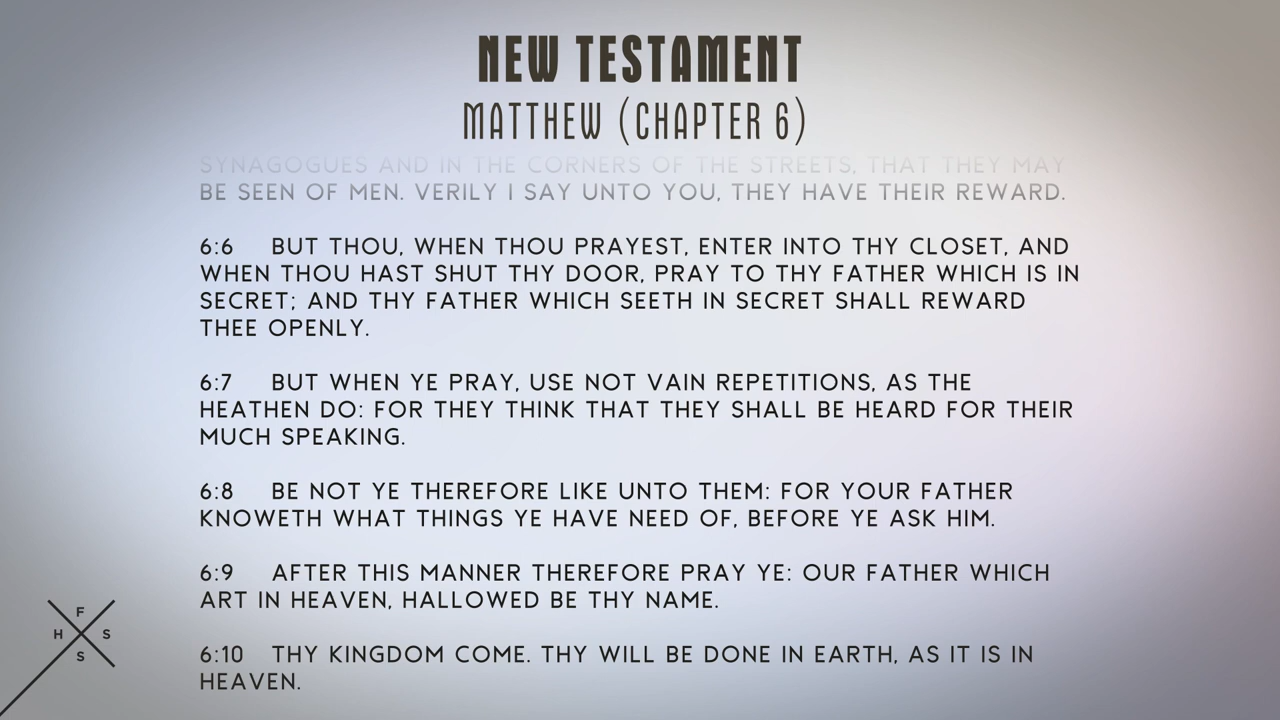 NEW TESTAMENT
MATTHEW (CHAPTER 6)
SYNAGOGUES AND IN THE CORNERS OF THE STREETS, THAT THEY MAY
BE SEEN OF MEN. VERILY I SAY UNTO YOU, THEY HAVE THEIR REWARD.
6:6 BUT THOU, WHEN THOU PRAYEST, ENTER INTO THY CLOSET, AND
WHEN THOU HAST SHUT THY DOOR, PRAY TO THY FATHER WHICH IS IN
SECRET; AND THY FATHER WHICH SEETH IN SECRET SHALL REWARD
THEE OPENLY.
6:7 BUT WHEN YE PRAY, USE NOT VAIN REPETITIONS, AS THE
HEATHEN DO: FOR THEY THINK THAT THEY SHALL BE HEARD FOR THEIR
MUCH SPEAKING.
6:8 BE NOT YE THEREFORE LIKE UNTO THEM: FOR YOUR FATHER
KNOWETH WHAT THINGS YE HAVE NEED OF, BEFORE YE ASK HIM.
6:9 AFTER THIS MANNER THEREFORE PRAY YE: OUR FATHER WHICH
ART IN HEAVEN, HALLOWED BE THY NAME.
6:10 THY KINGDOM COME. THY WILL BE DONE IN EARTH, AS IT IS IN
HEAVEN.
F
H S
S